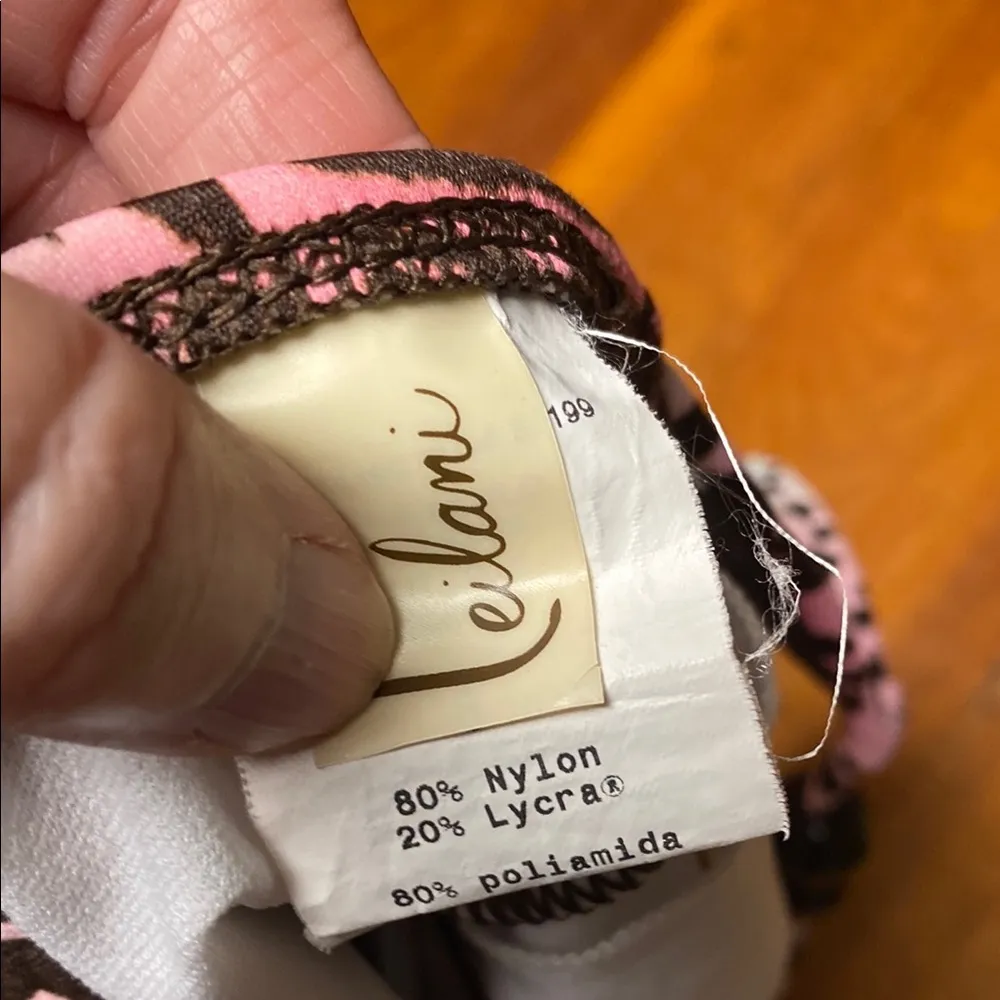 Leilani
199
80% Nylon
20% Lycra®
80% poliamida